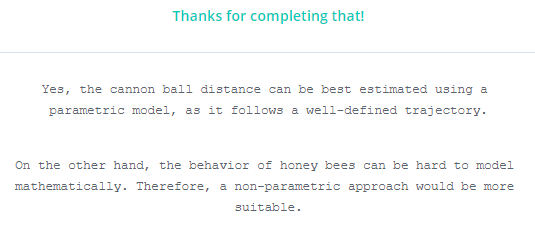 Thanks for completing that!
Yes, the cannon ball distance can be best estimated using a
parametric model, as it follows a well-defined trajectory.
On the other hand, the behavior of honey bees can be hard to model
mathematically. Therefore, a non-parametric approach would be more
suitable.